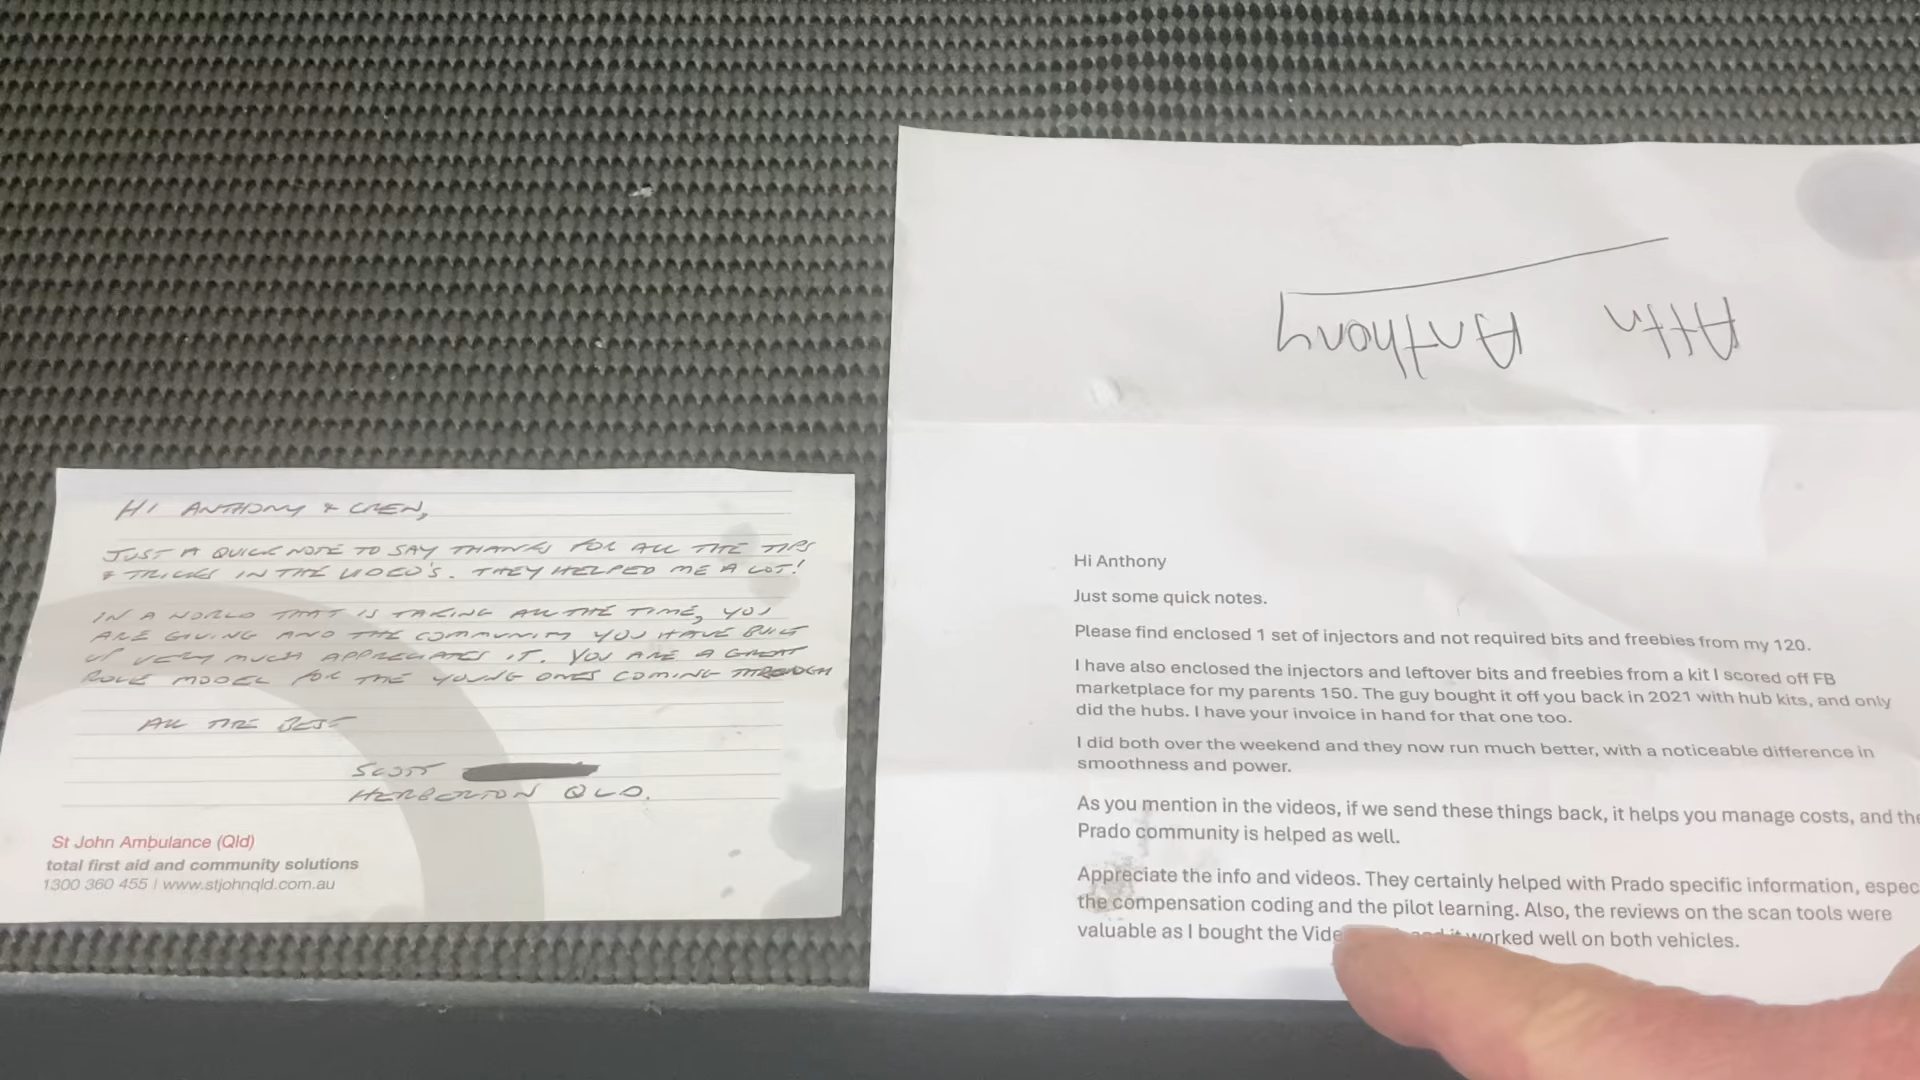 HI ANTHONY & CREW,
JUST A QUICK NOTE TO SAY THANKS FOR ALL THE TIPS
& TRICKS IN THE VIDEO'S. THEY HELPED ME A LOT!
IN A WORLD THAT IS TAKING ALL THE TIME, YOU
ARE GIVING AND THE COMMUNITY YOU HAVE BUILT
UP VERY MUCH APPRECIATES IT. YOU ARE A GREAT
ROLE MODEL FOR THE YOUNG ONES COMING THROUGH
ALL THE BEST
SCOTT
HERBERTON QLD.
St John Ambulance (Qld)
total first aid and community solutions
1300 360 455 | www.stjohnqld.com.au
Attn Anthony
Hi Anthony
Just some quick notes.
Please find enclosed 1 set of injectors and not required bits and freebies from my 120.
I have also enclosed the injectors and leftover bits and freebies from a kit I scored off FB
marketplace for my parents 150. The guy bought it off you back in 2021 with hub kits, and only
did the hubs. I have your invoice in hand for that one too.
I did both over the weekend and they now run much better, with a noticeable difference in
smoothness and power.
As you mention in the videos, if we send these things back, it helps you manage costs, and the
Prado community is helped as well.
Appreciate the info and videos. They certainly helped with Prado specific information, espec
the compensation coding and the pilot learning. Also, the reviews on the scan tools were
valuable as I bought the and it worked well on both vehicles.